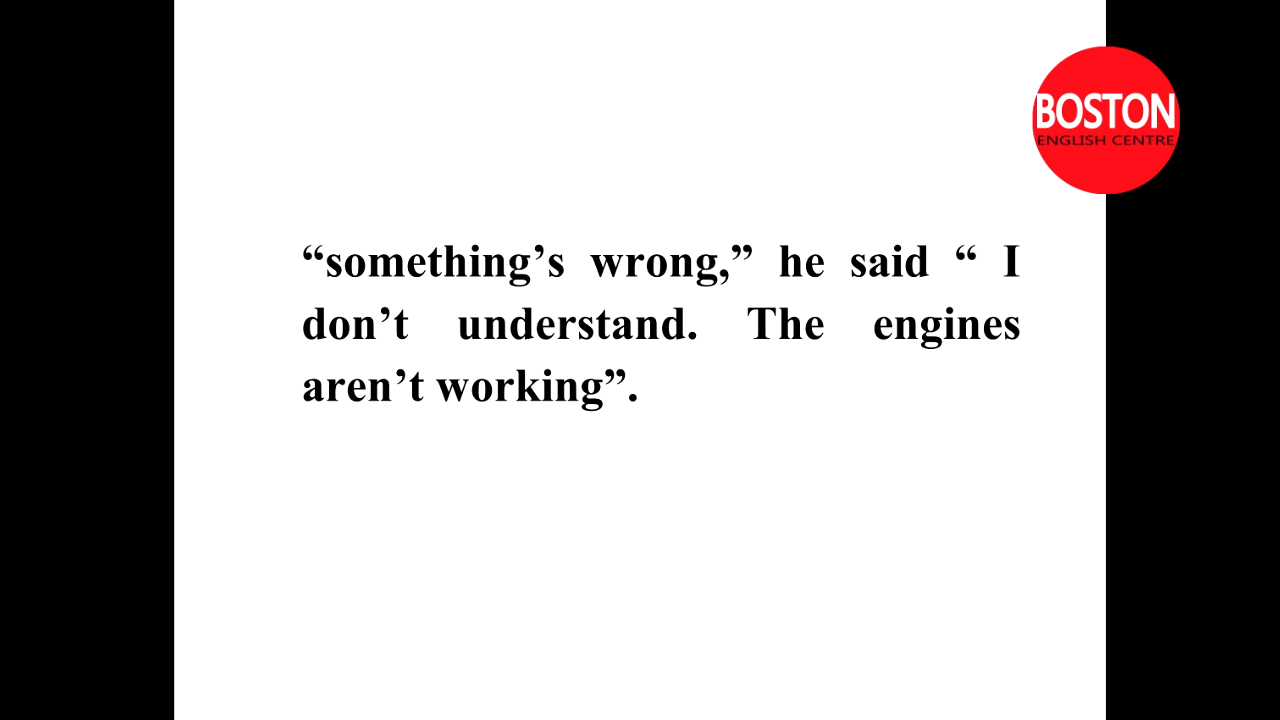 BOSTON
ENGLISH CENTRE
“something’s wrong,” he said “ I
don’t understand. The engines
aren’t working”.